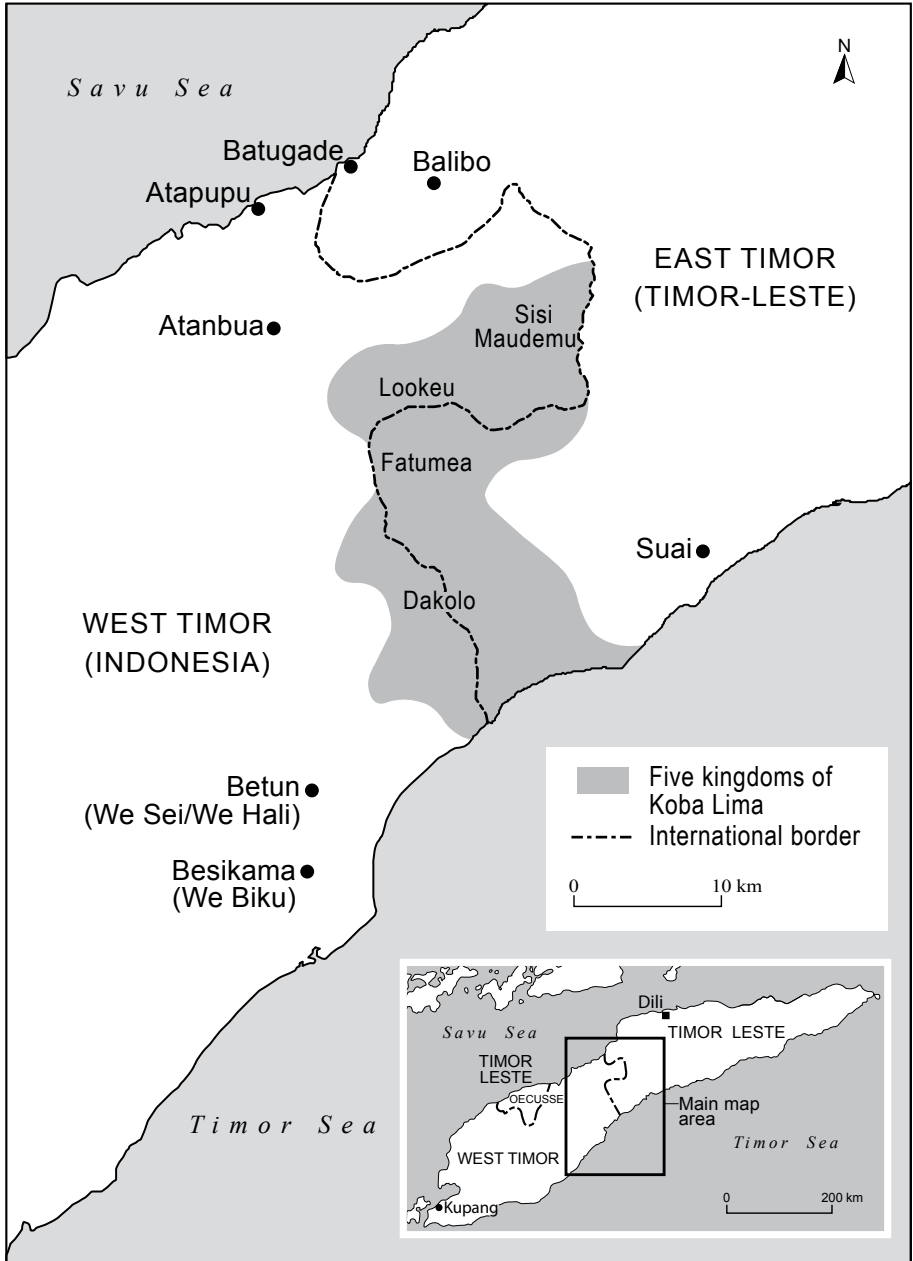 N
Savu Sea
Batugade
Balibo
Atapupu
EAST TIMOR
(TIMOR-LESTE)
Atanbua
Sisi
Maudemu
Lookeu
Fatumea
Suai
Dakolo
WEST TIMOR
(INDONESIA)
Betun
(We Sei/We Hali)
Besikama
(We Biku)
Five kingdoms of
Koba Lima
International border
0 10 km
Timor Sea
Dili
Savu Sea
TIMOR LESTE
TIMOR
LESTE
OECUSSE
Main map
area
Timor Sea
WEST TIMOR
0 200 km
Kupang